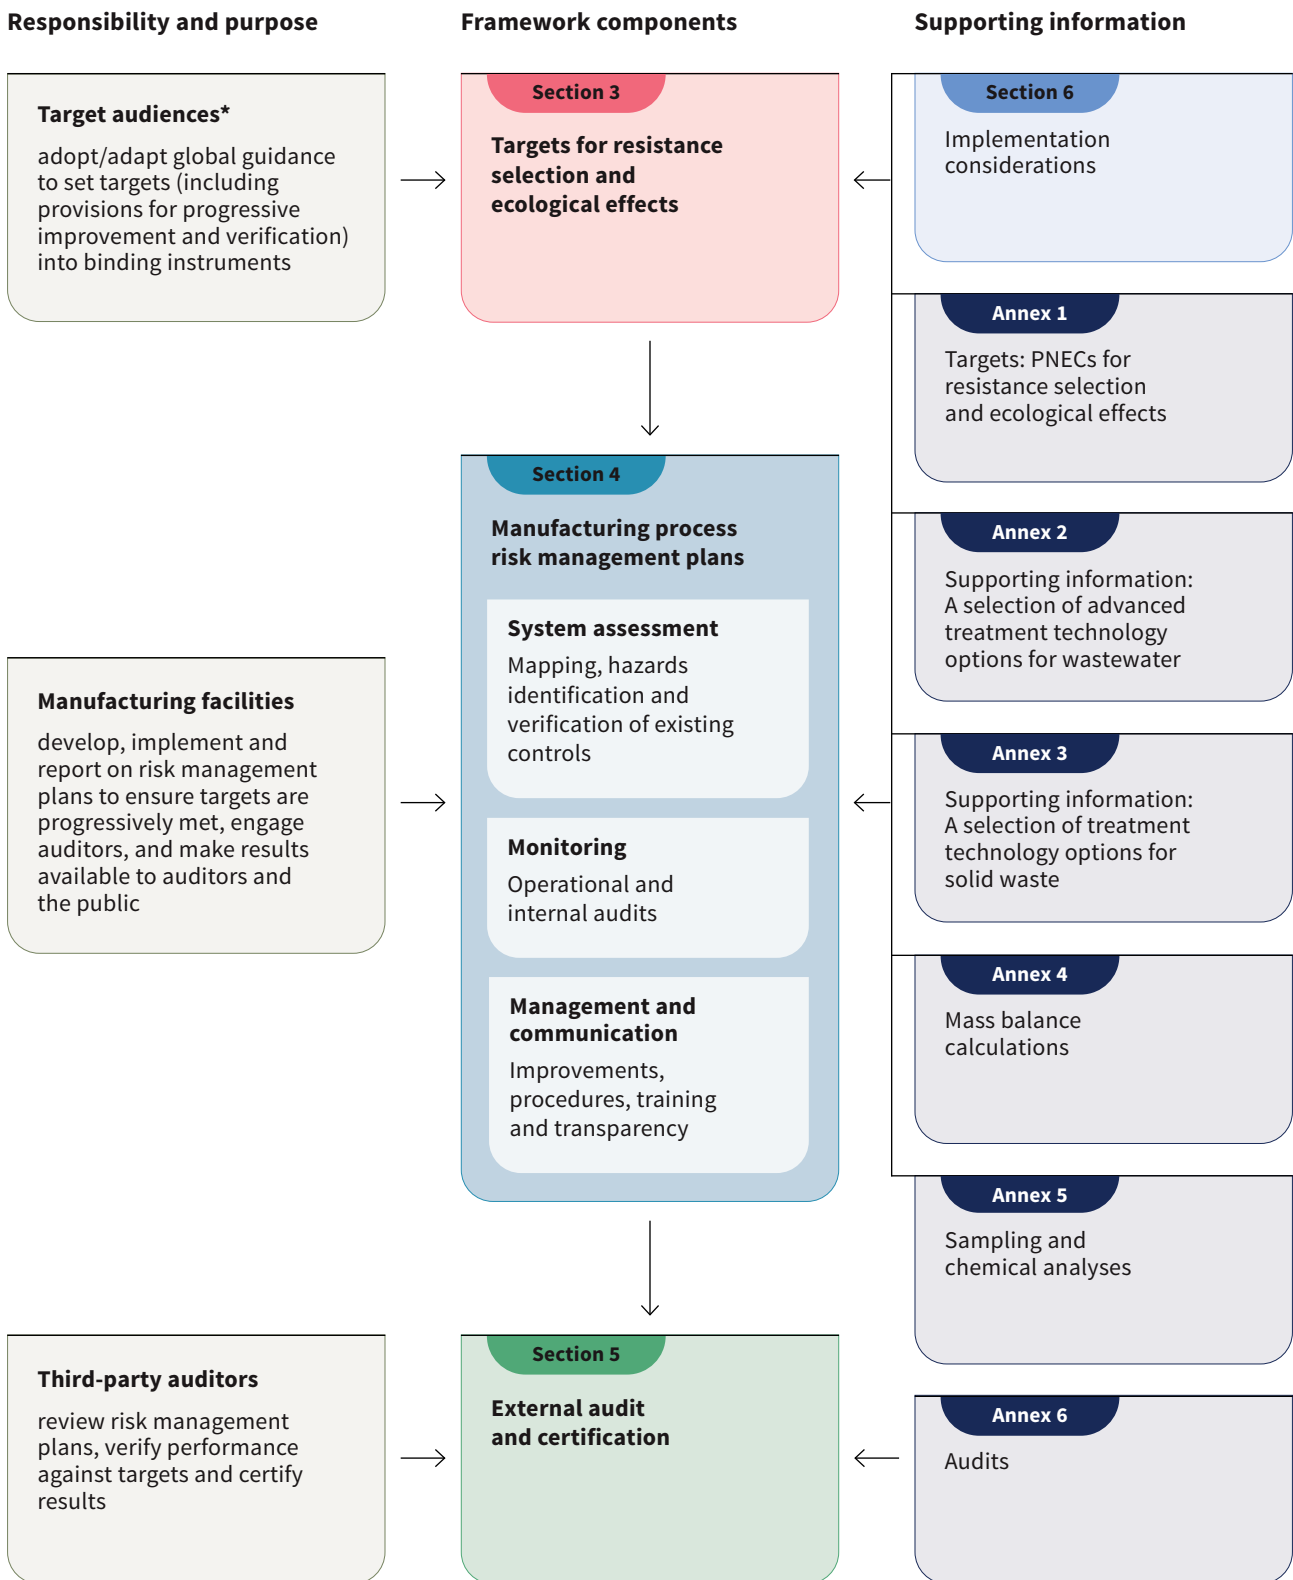 Responsibility and purpose
Framework components
Supporting information
Target audiences*
adopt/adapt global guidance
to set targets (including
provisions for progressive
improvement and verification)
into binding instruments
Section 3
Targets for resistance
selection and
ecological effects
Section 6
Implementation
considerations
Annex 1
Targets: PNECs for
resistance selection
and ecological effects
Manufacturing facilities
develop, implement and
report on risk management
plans to ensure targets are
progressively met, engage
auditors, and make results
available to auditors and
the public
Section 4
Manufacturing process
risk management plans
System assessment
Mapping, hazards
identification and
verification of existing
controls
Monitoring
Operational and
internal audits
Management and
communication
Improvements,
procedures, training
and transparency
Annex 2
Supporting information:
A selection of advanced
treatment technology
options for wastewater
Annex 3
Supporting information:
A selection of treatment
technology options for
solid waste
Annex 4
Mass balance
calculations
Annex 5
Sampling and
chemical analyses
Third-party auditors
review risk management
plans, verify performance
against targets and certify
results
Section 5
External audit
and certification
Annex 6
Audits